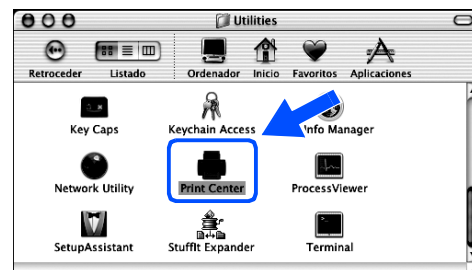 Utilities
Retroceder Listado Ordenador Inicio Favoritos Aplicaciones
Key Caps Keychain Access Info Manager
Network Utility Print Center ProcessViewer
SetupAssistant StuffIt Expander Terminal